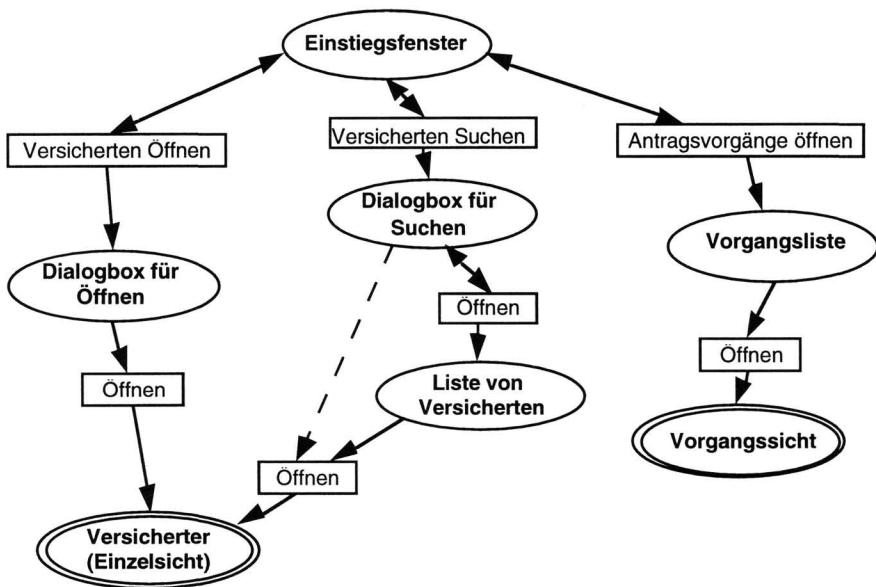 Einstiegsfenster
Versicherten Öffnen
Versicherten Suchen
Antragsvorgänge öffnen
Dialogbox für
Suchen
Vorgangsliste
Dialogbox für
Öffnen
Öffnen
Öffnen
Öffnen
Liste von
Versicherten
Vorgangssicht
Öffnen
Versicherter
(Einzelsicht)